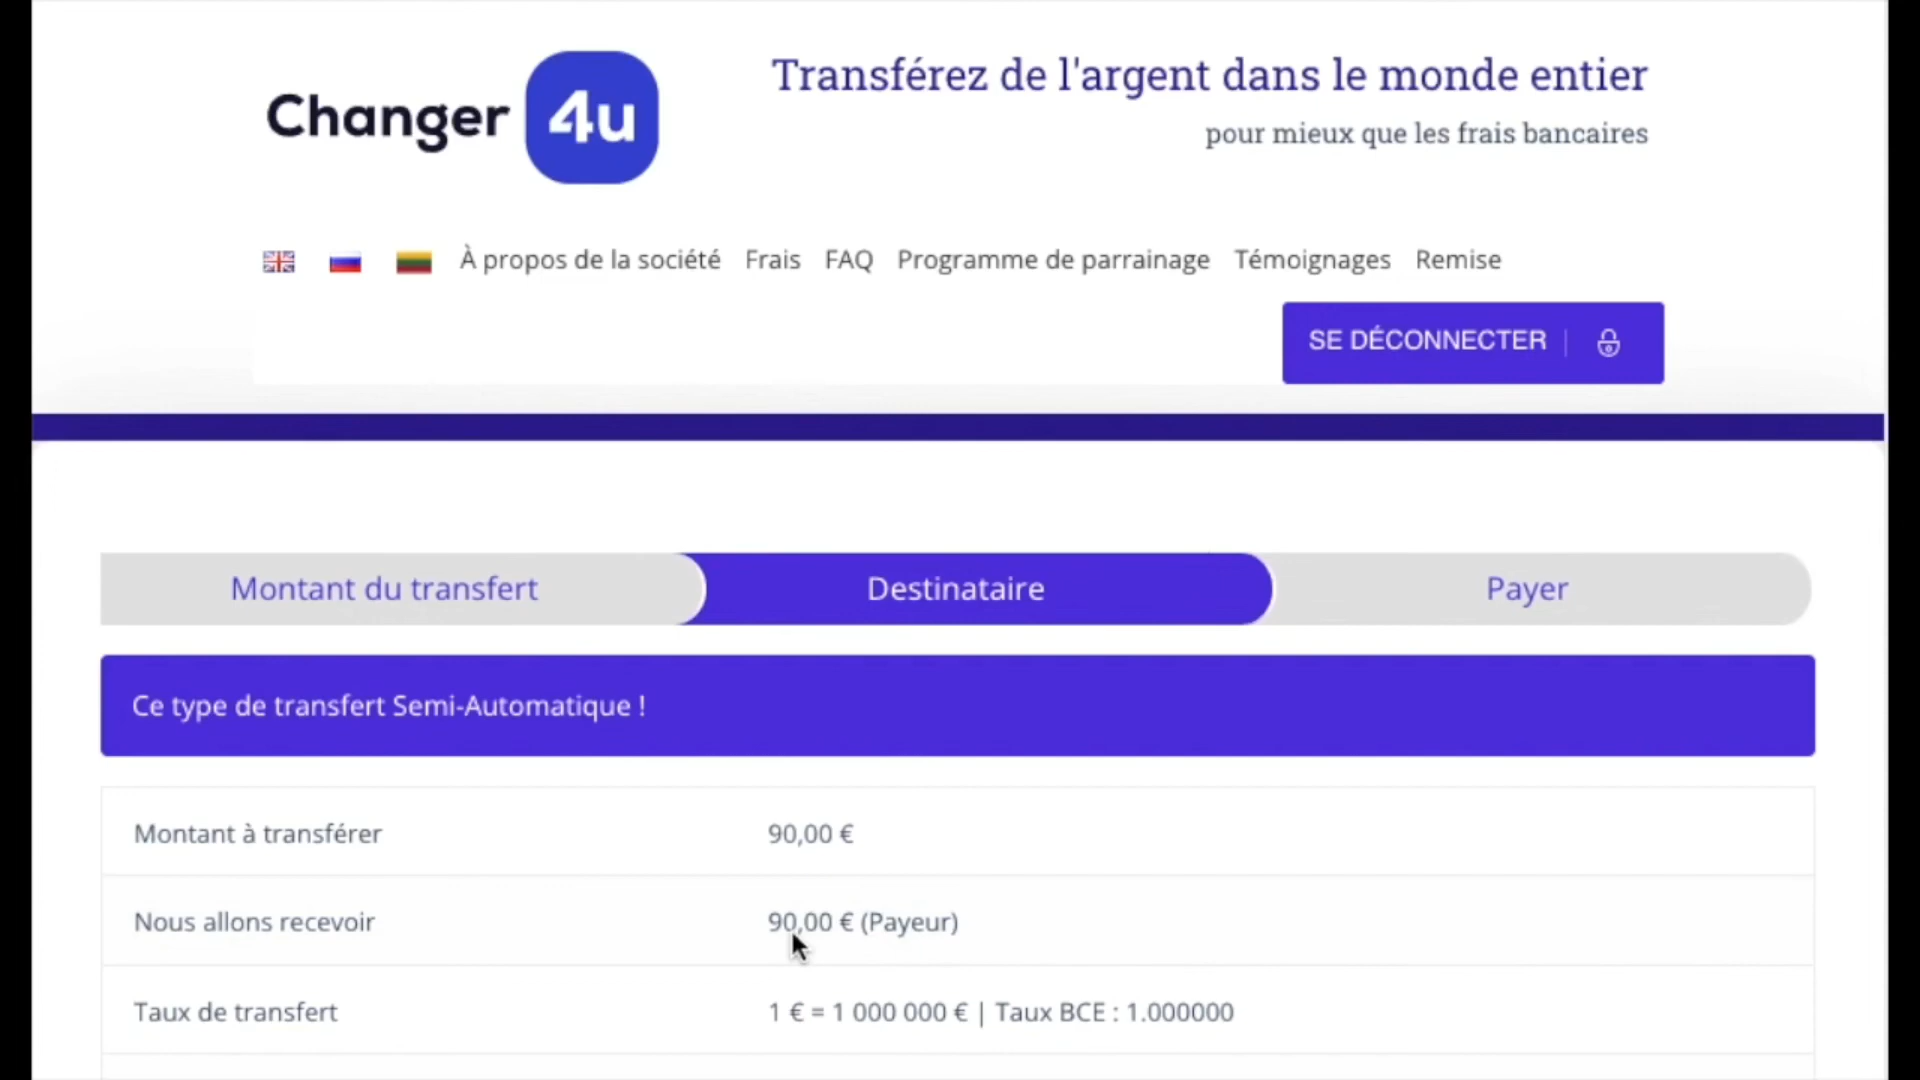 Changer 4u
Transférez de l'argent dans le monde entier
pour mieux que les frais bancaires
À propos de la société Frais FAQ Programme de parrainage Témoignages Remise
SE DÉCONNECTER
Montant du transfert Destinataire Payer
Ce type de transfert Semi-Automatique !
Montant à transférer 90,00 €
Nous allons recevoir 90,00 € (Payeur)
Taux de transfert 1 € = 1 000 000 € | Taux BCE : 1.000000